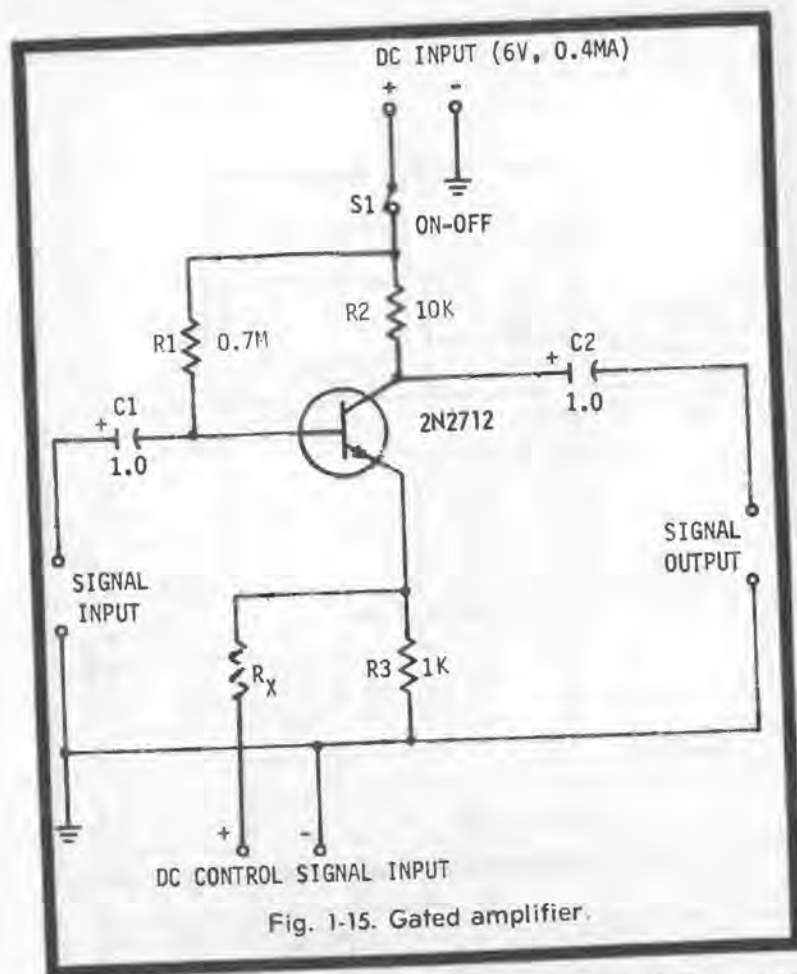 DC INPUT (6V, 0.4MA)
+ -
S1
ON-OFF
R2 10K
R1 0.7M
C2
+
1.0
C1
+
1.0
2N2712
SIGNAL
INPUT
SIGNAL
OUTPUT
RX
R3 1K
+ -
DC CONTROL SIGNAL INPUT
Fig. 1-15. Gated amplifier.